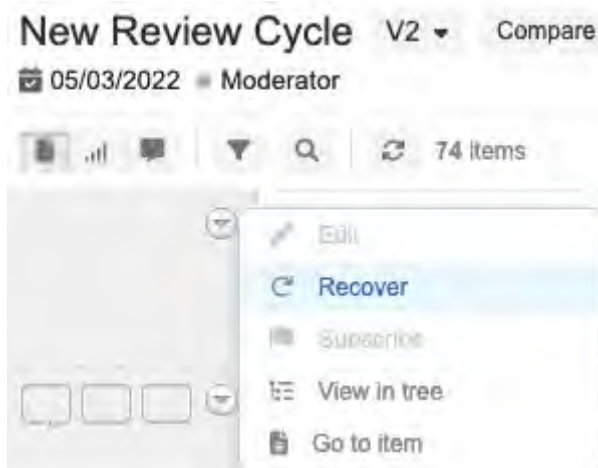 New Review Cycle V2 Compare
05/03/2022 Moderator
74 items
Edit
Recover
Subscribe
View in tree
Go to item